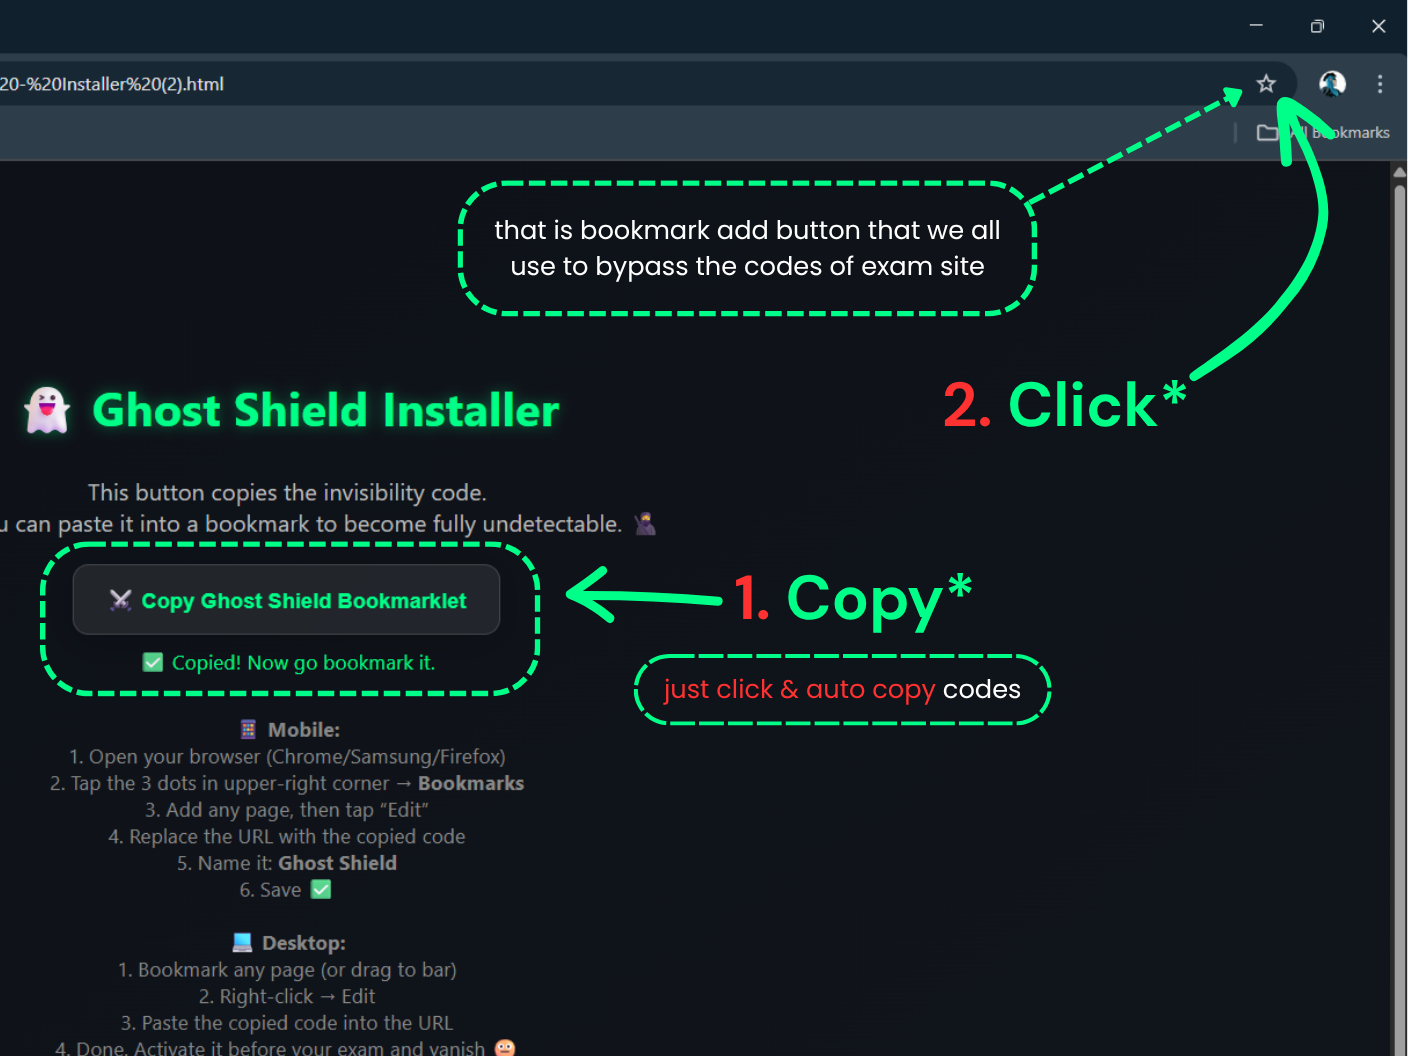 20-%20Installer%20(2).html
All Bookmarks
that is bookmark add button that we all
use to bypass the codes of exam site
Ghost Shield Installer
2. Click*
This button copies the invisibility code.
u can paste it into a bookmark to become fully undetectable.
Copy Ghost Shield Bookmarklet
1. Copy*
Copied! Now go bookmark it.
just click & auto copy codes
Mobile:
1. Open your browser (Chrome/Samsung/Firefox)
2. Tap the 3 dots in upper-right corner → Bookmarks
3. Add any page, then tap “Edit”
4. Replace the URL with the copied code
5. Name it: Ghost Shield
6. Save
Desktop:
1. Bookmark any page (or drag to bar)
2. Right-click → Edit
3. Paste the copied code into the URL
4. Done. Activate it before your exam and vanish